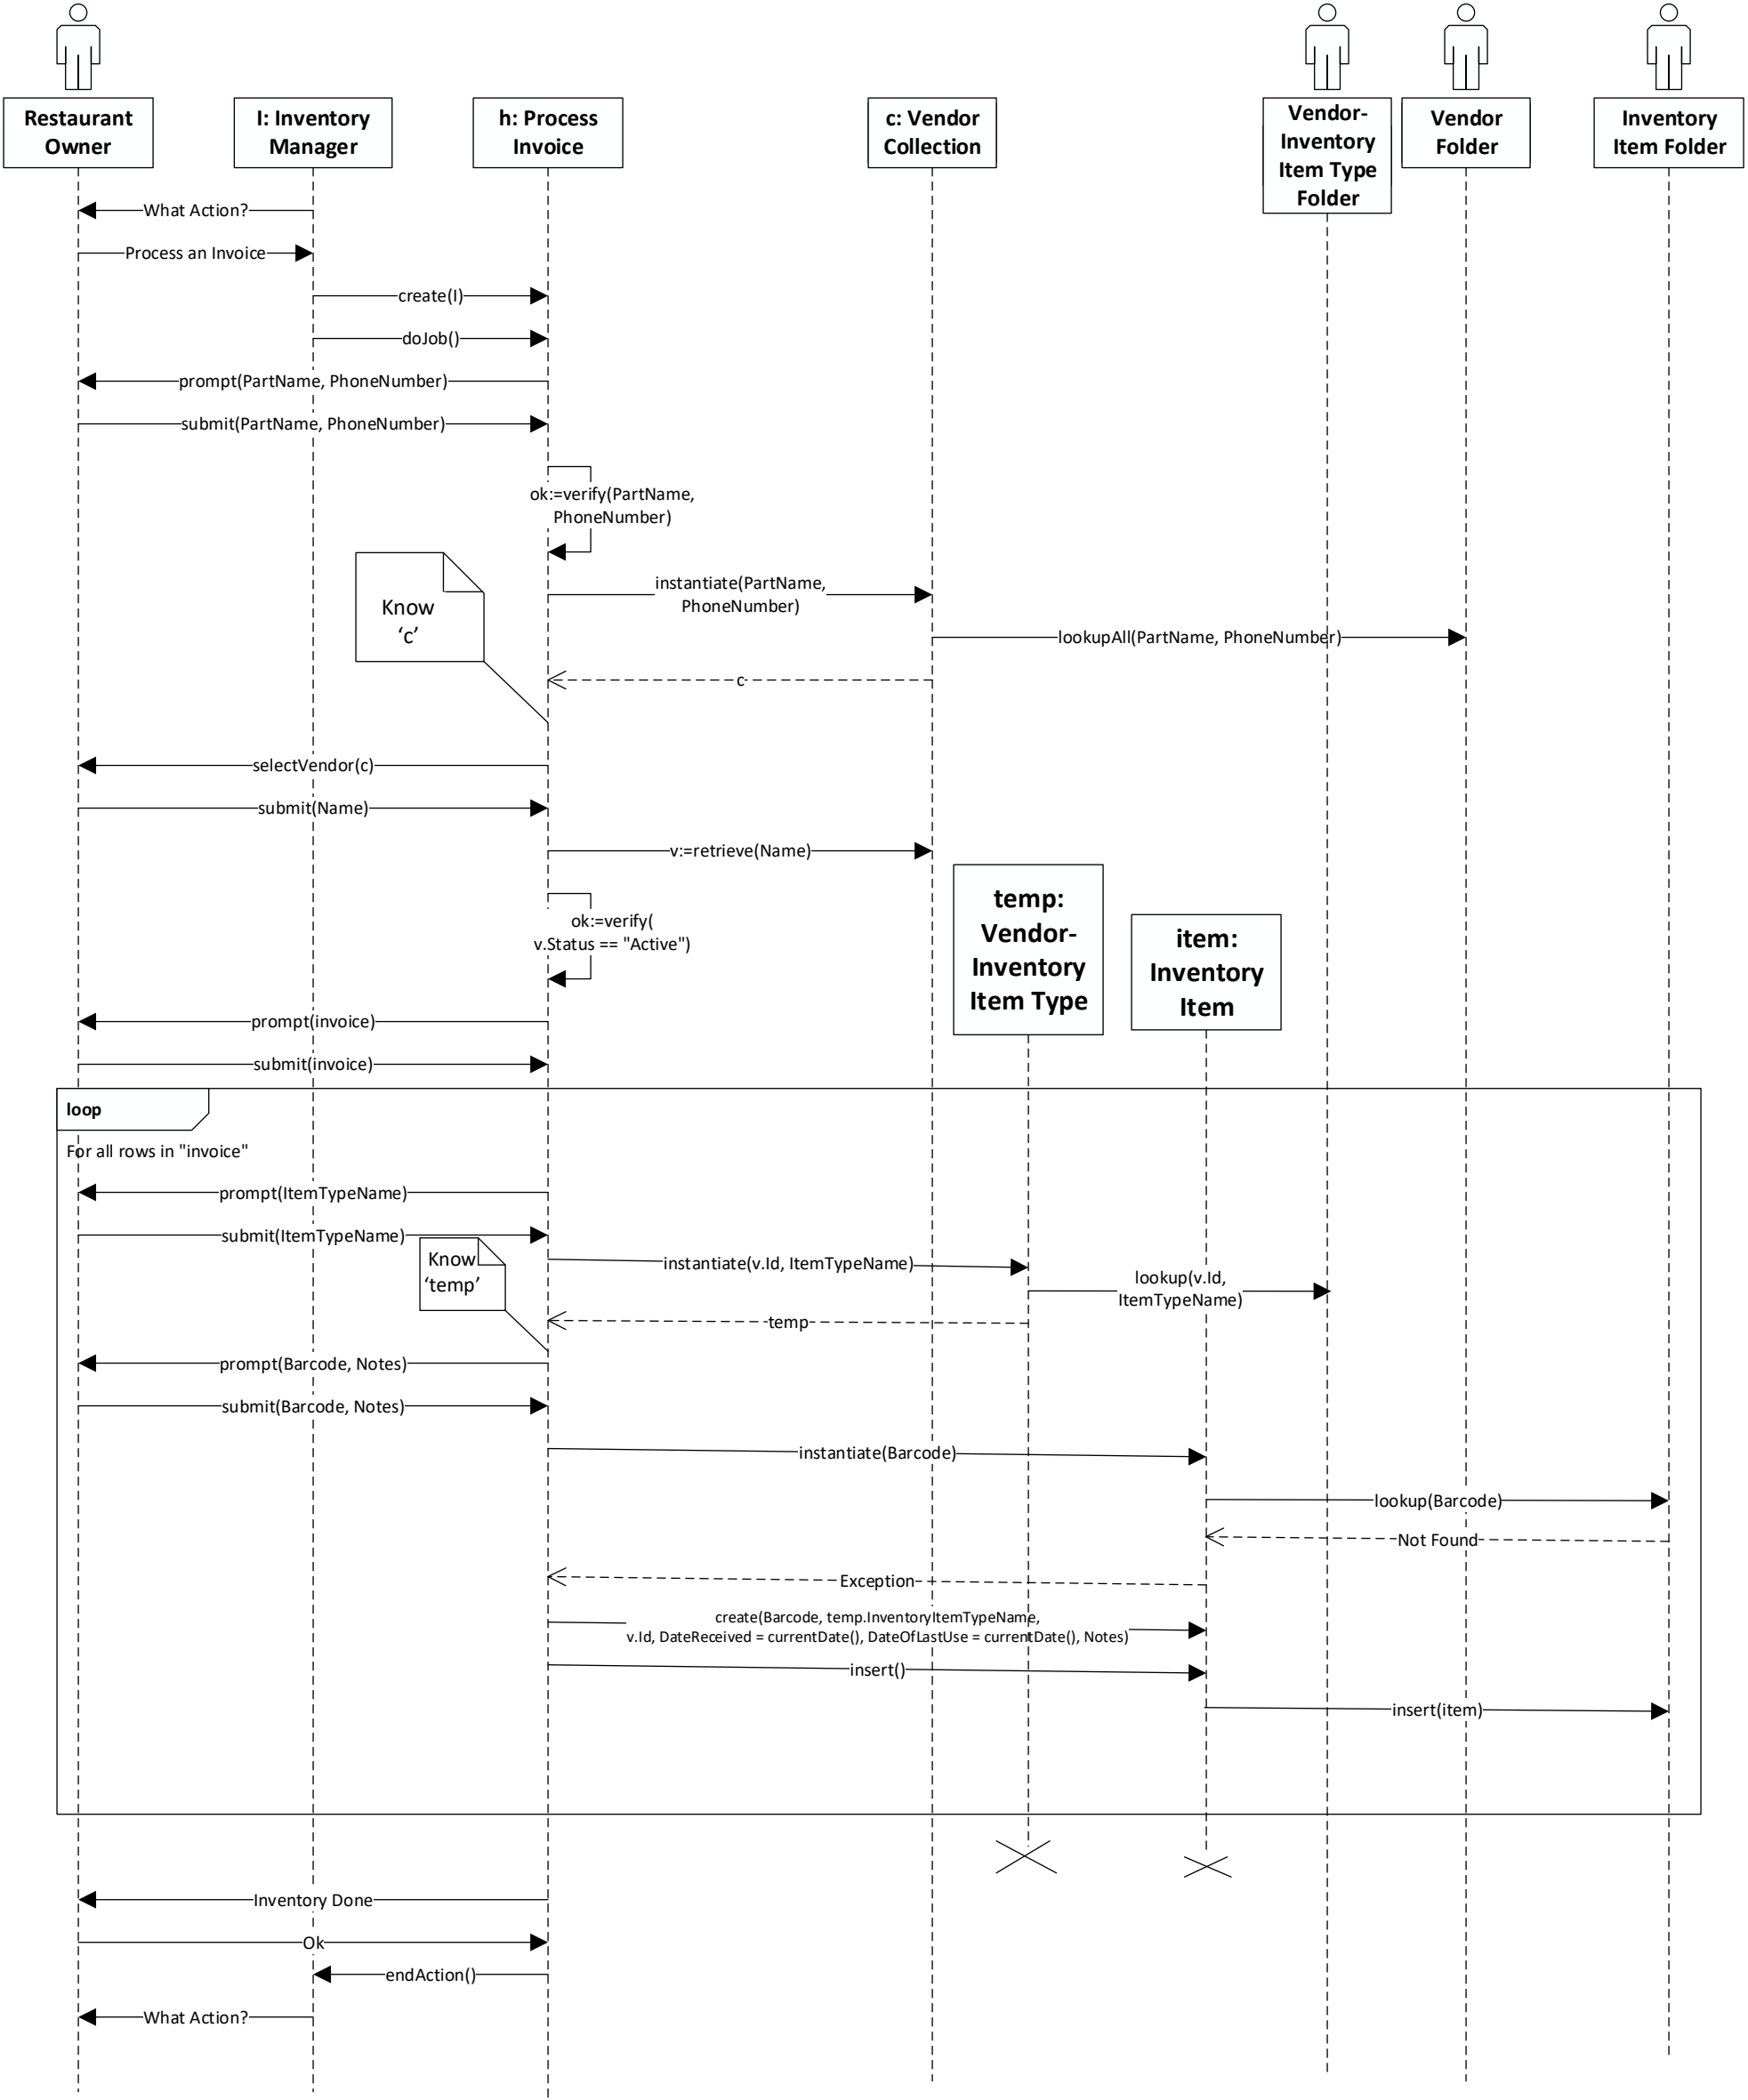 Restaurant
Owner
I: Inventory
Manager
h: Process
Invoice
c: Vendor
Collection
Vendor-
Inventory
Item Type
Folder
Vendor
Folder
Inventory
Item Folder
What Action?
Process an Invoice
create(I)
doJob()
prompt(PartName, PhoneNumber)
submit(PartName, PhoneNumber)
ok:=verify(PartName,
PhoneNumber)
Know
‘c’
instantiate(PartName,
PhoneNumber)
lookupAll(PartName, PhoneNumber)
c
selectVendor(c)
submit(Name)
v:=retrieve(Name)
temp:
Vendor-
Inventory
Item Type
item:
Inventory
Item
ok:=verify(
v.Status == "Active")
prompt(invoice)
submit(invoice)
loop
For all rows in "invoice"
prompt(ItemTypeName)
submit(ItemTypeName)
Know
‘temp’
instantiate(v.Id, ItemTypeName)
lookup(v.Id,
ItemTypeName)
temp
prompt(Barcode, Notes)
submit(Barcode, Notes)
instantiate(Barcode)
lookup(Barcode)
Not Found
Exception
create(Barcode, temp.InventoryItemTypeName,
v.Id, DateReceived = currentDate(), DateOfLastUse = currentDate(), Notes)
insert()
insert(item)
Inventory Done
Ok
endAction()
What Action?